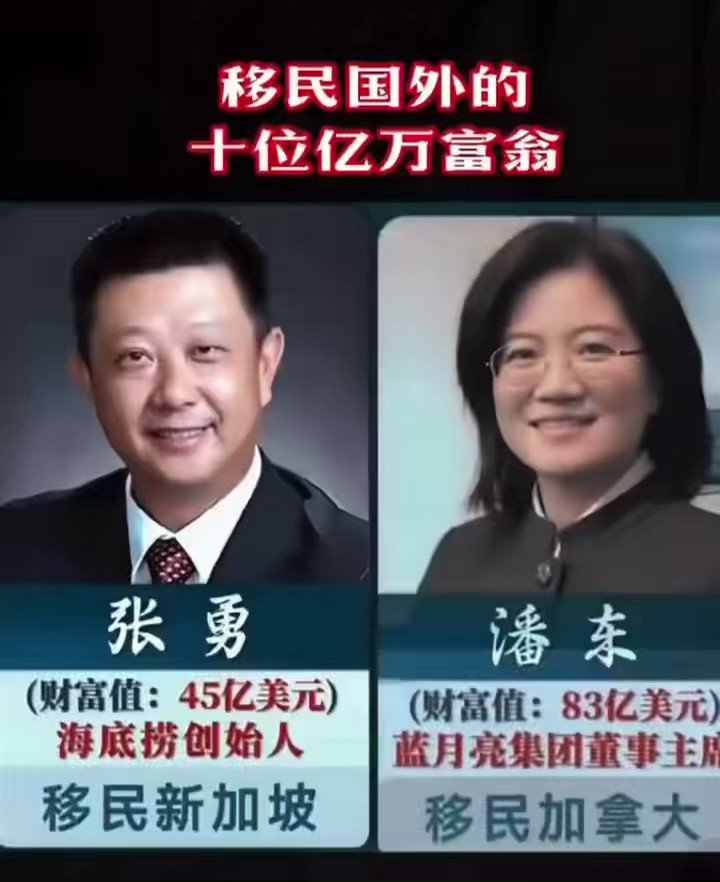 移民国外的
十位亿万富翁
张勇
(财富值：45亿美元)
海底捞创始人
移民新加坡
潘东
(财富值：83亿美元)
蓝月亮集团董事主席
移民加拿大